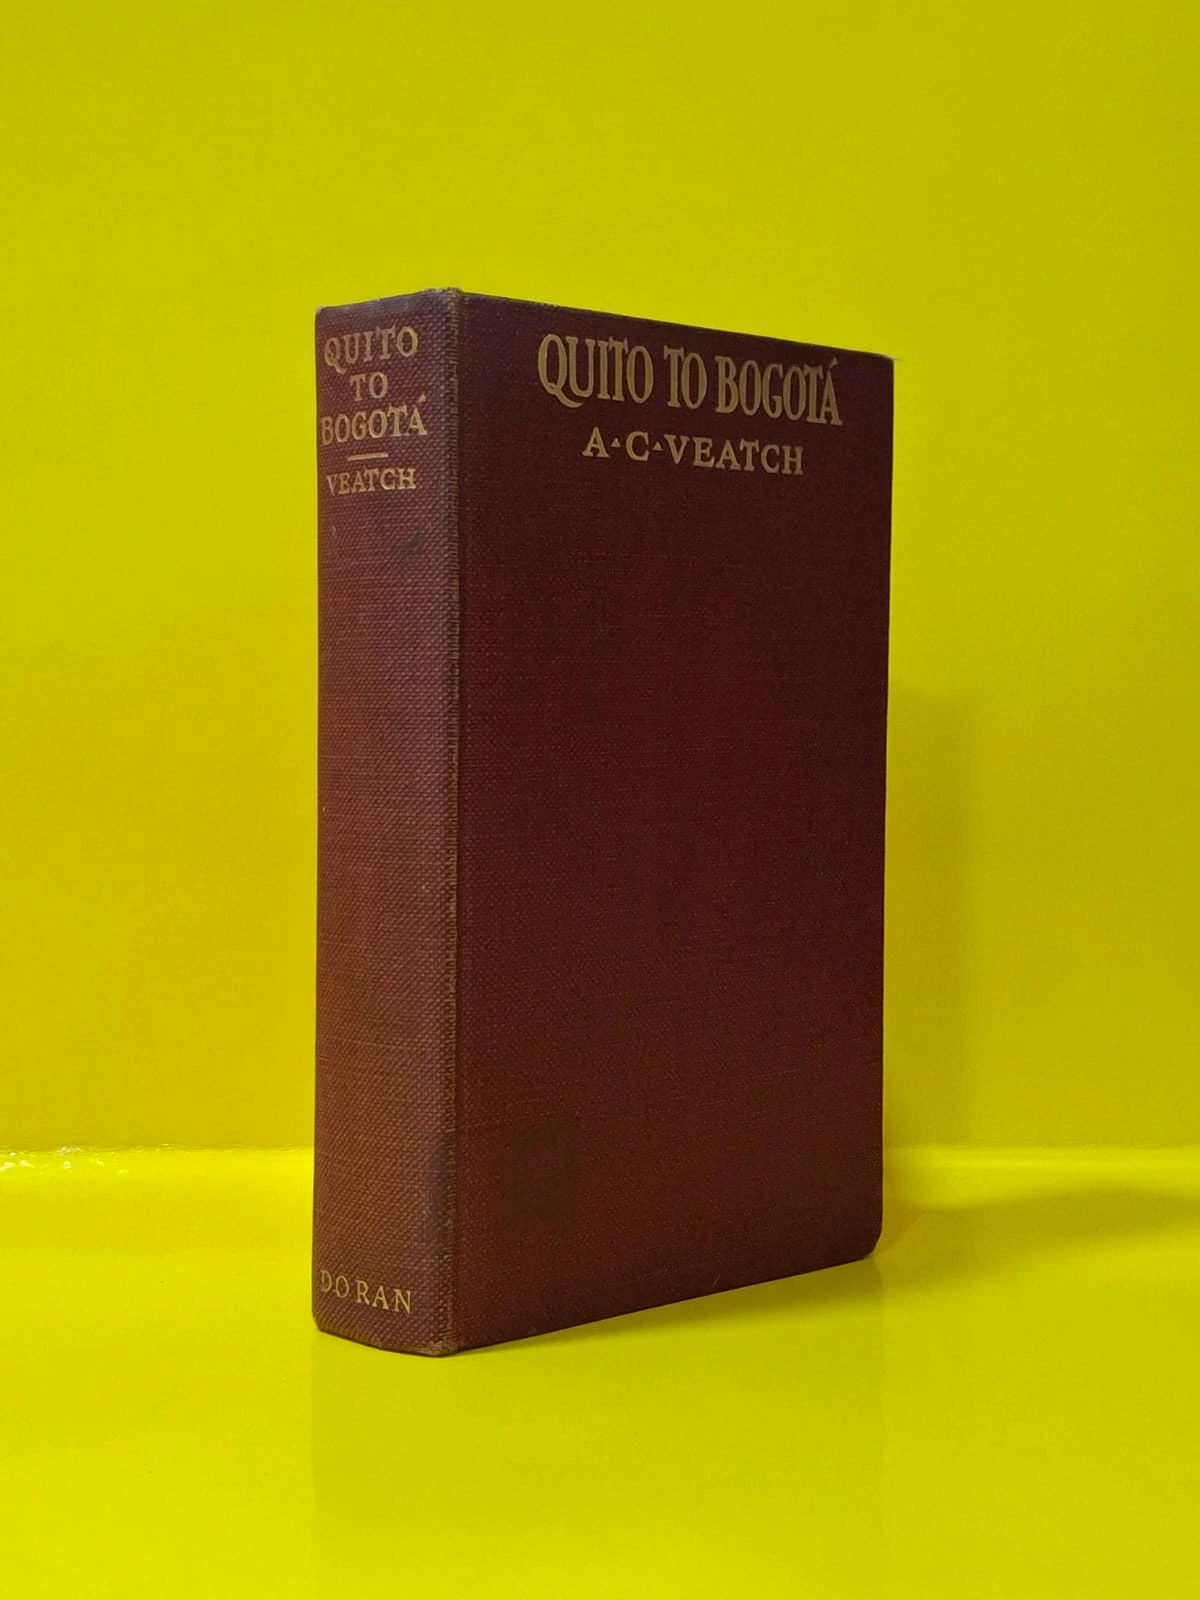 QUITO
TO
BOGOTÁ
VEATCH
DORAN
QUITO TO BOGOTÁ
A·C·VEATCH